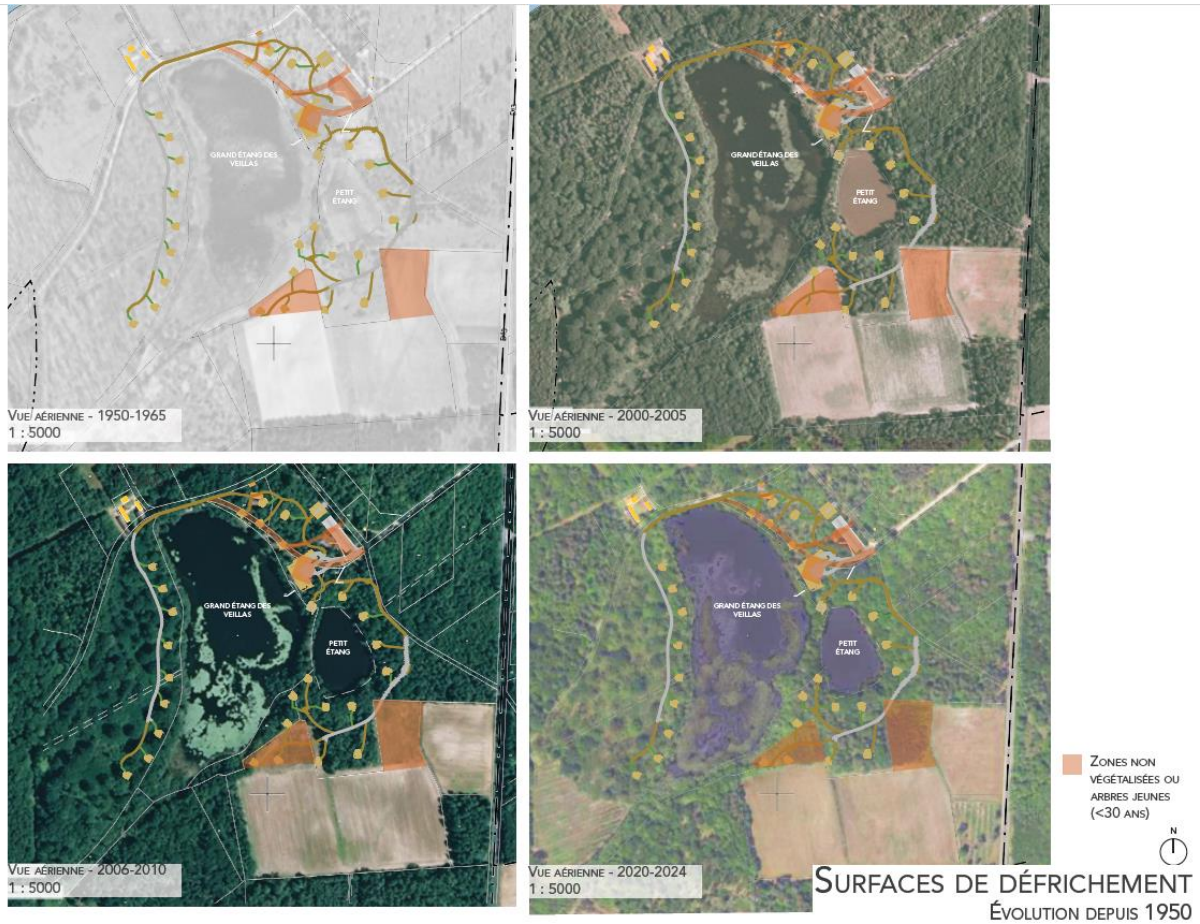 GRAND ÉTANG DES
VEILLAS
PETIT
ÉTANG
VUE AÉRIENNE - 1950-1965
1 : 5000
GRAND ÉTANG DES
VEILLAS
PETIT
ÉTANG
VUE AÉRIENNE - 2000-2005
1 : 5000
GRAND ÉTANG DES
VEILLAS
PETIT
ÉTANG
VUE AÉRIENNE - 2006-2010
1 : 5000
GRAND ÉTANG DES
VEILLAS
PETIT
ÉTANG
VUE AÉRIENNE - 2020-2024
1 : 5000
ZONES NON
VÉGÉTALISÉES OU
ARBRES JEUNES
(<30 ANS)
N
SURFACES DE DÉFRICHEMENT
ÉVOLUTION DEPUIS 1950